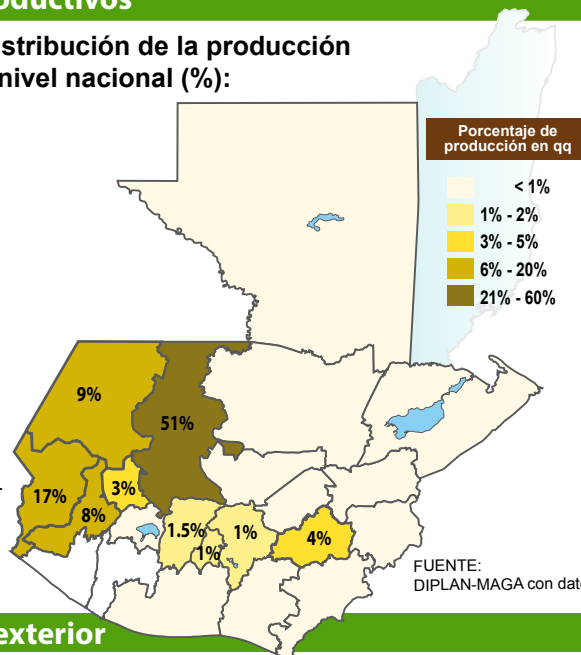 oductivos
stribución de la producción
nivel nacional (%):
Porcentaje de
producción en qq
< 1%
1% - 2%
3% - 5%
6% - 20%
21% - 60%
9%
51%
17%
3%
8%
1.5%
1%
1%
4%
FUENTE:
DIPLAN-MAGA con dato
exterior